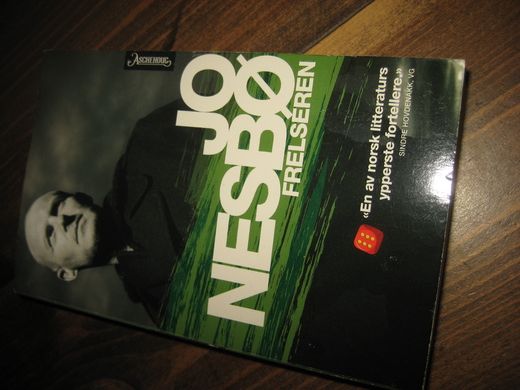 ASCHEHOUG
JO
NESBØ
FRELSEREN
«En av norsk litteraturs
ypperste fortellere.»
SINDRE HOVDENAKK, VG